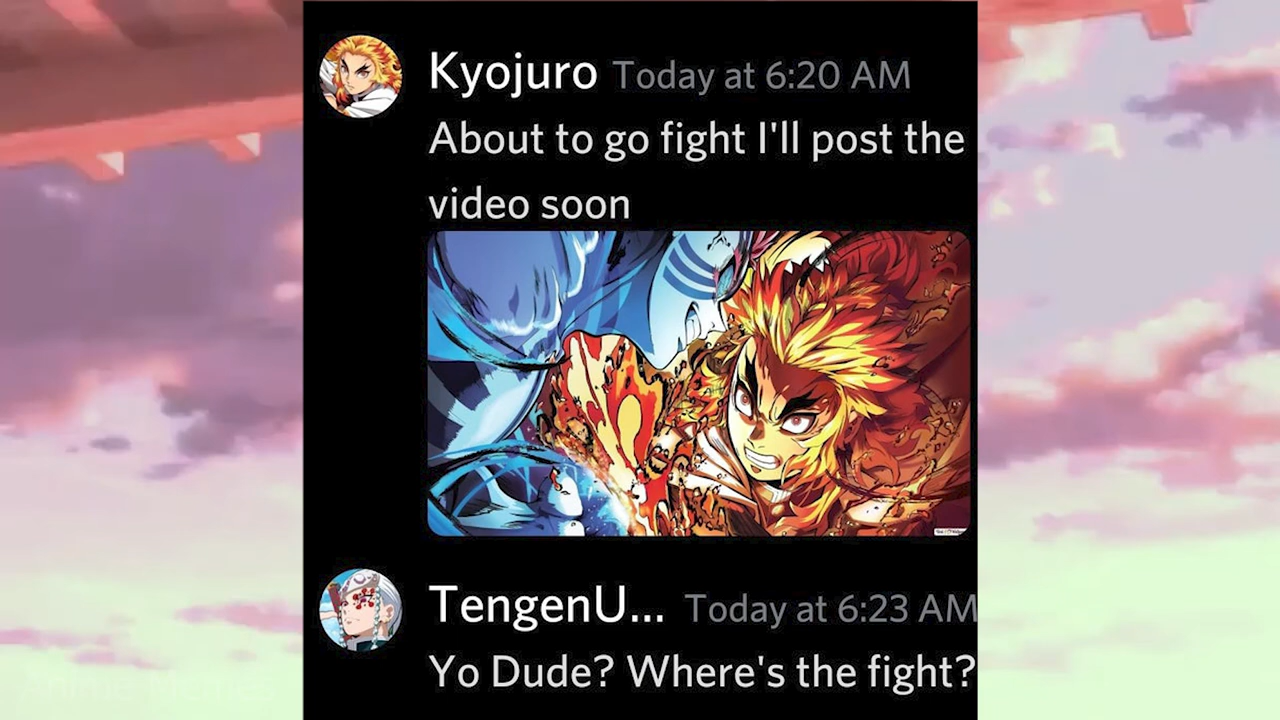 Kyojuro Today at 6:20 AM
About to go fight I'll post the
video soon
TengenU... Today at 6:23 AM
Yo Dude? Where's the fight?